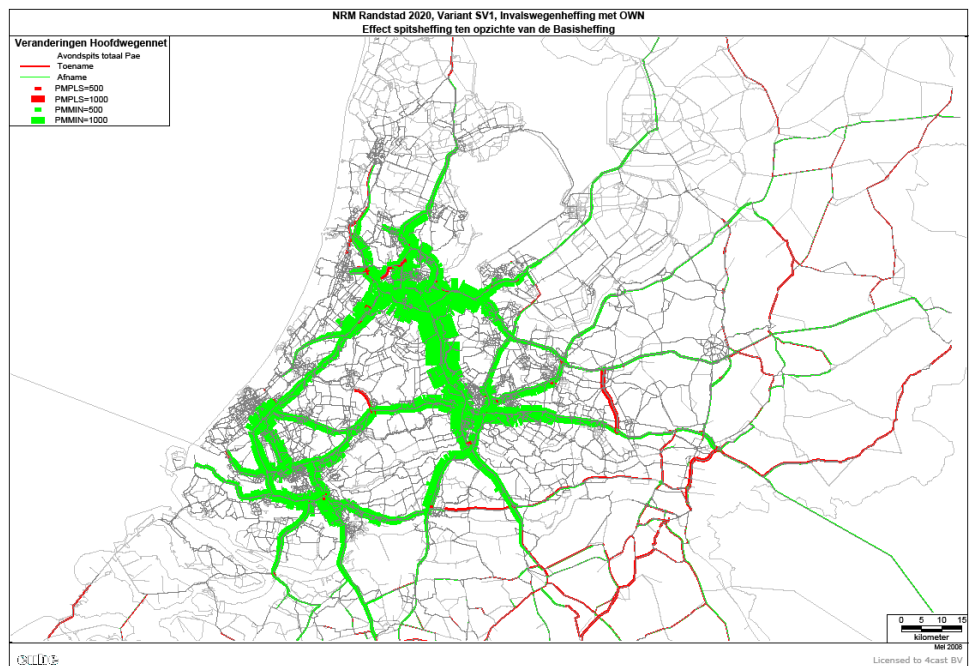 NRM Randstad 2020, Variant SV1, Invalswegenheffing met OWN
Effect spitsheffing ten opzichte van de Basisheffing
Veranderingen Hoofdwegennet
Avondspits totaal Pae
Toename
Afname
PMPLS=500
PMPLS=1000
PMMIN=500
PMMIN=1000
0 5 10 15
kilometer
Mei 2008
cube
Licensed to 4cast BV